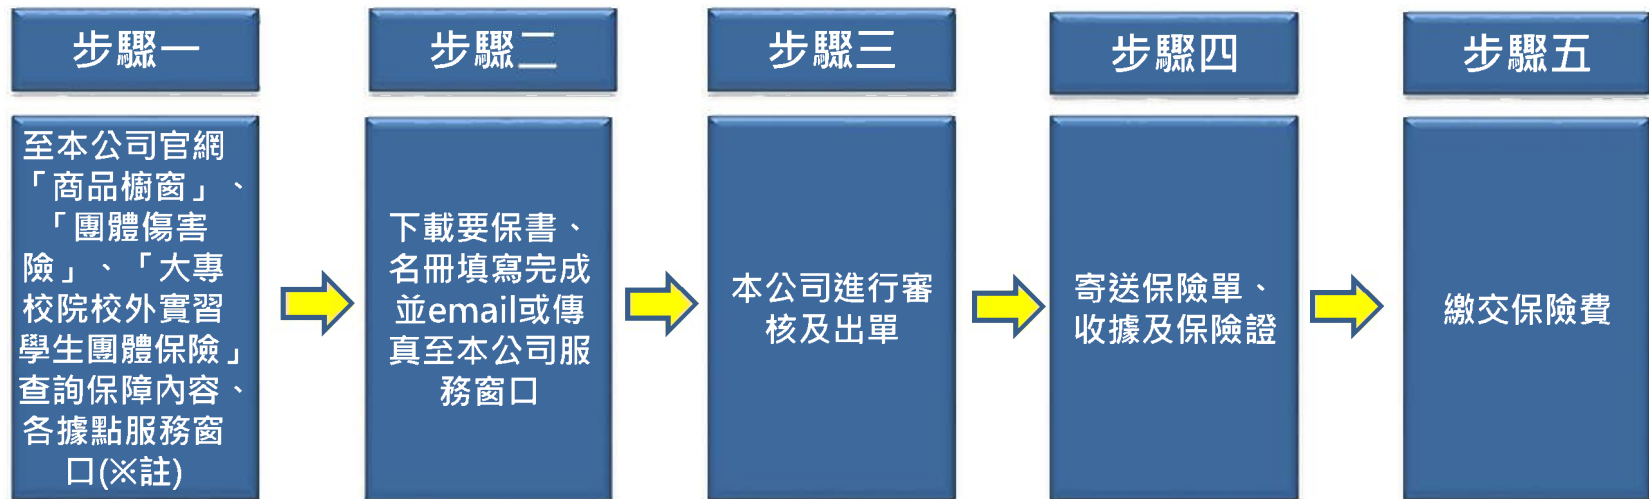 步驟一
至本公司官網
「商品櫥窗」、
「團體傷害
險」、「大專
校院校外實習
學生團體保險」
查詢保障內容、
各據點服務窗
口(※註)
步驟二
下載要保書、
名冊填寫完成
並email或傳
真至本公司服
務窗口
步驟三
本公司進行審
核及出單
步驟四
寄送保險單、
收據及保險證
步驟五
繳交保險費